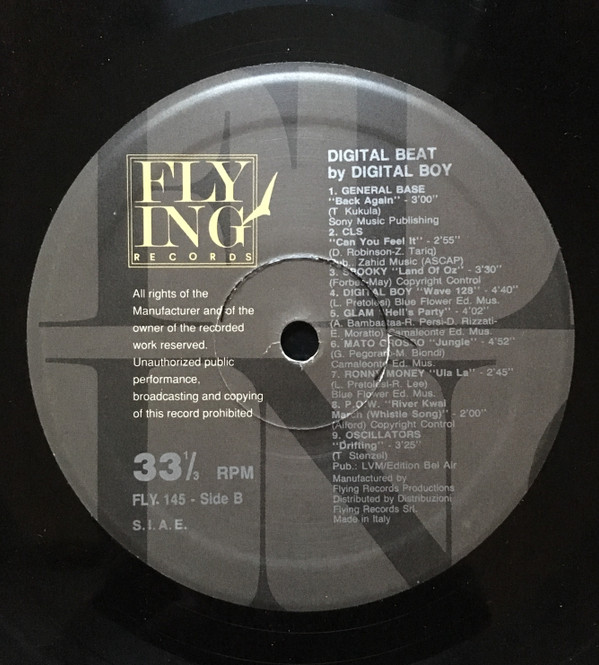 FLY
ING
RECORDS
All rights of the
Manufacturer and of the
owner of the recorded
work reserved.
Unauthorized public
performance,
broadcasting and copying
of this record prohibited
33 1/3 RPM
FLY. 145 - Side B
S.I.A.E.
DIGITAL BEAT
by DIGITAL BOY
1. GENERAL BASE
"Back Again" - 3'00"
(T Kukula)
Sony Music Publishing
2. CLS
"Can You Feel It" - 2'55"
(D. Robinson-Z. Tariq)
Pub. Zahid Music (ASCAP)
3. SPOOKY "Land Of Oz" - 3'30"
(Forbes-May) Copyright Control
4. DIGITAL BOY "Wave 128" - 4'40"
(L. Pretolesi) Blue Flower Ed. Mus.
5. GLAM "Hell's Party" - 4'02"
(A. Bambaataa-R. Persi-D. Rizzati-
E. Moratto) Camaleonte Ed. Mus
6. MATO GROSSO "Jungle" - 4'52"
(G. Pegoraro-M. Biondi)
Camaleonte Ed. Mus.
7. RONNY MONEY "Ula La" - 2'45"
(L. Pretolesi-R. Lee)
Blue Flower Ed. Mus.
8. P.O.W. "River Kwai
March (Whistle Song)" - 2'00"
(Alford) Copyright Control
9. OSCILLATORS
"Drifting" - 3'25"
(T Stenzel)
Pub.: LVM/Edition Bel Air
Manufactured by
Flying Records Productions
Distributed by Distribuzioni
Flying Records Srl.
Made in Italy